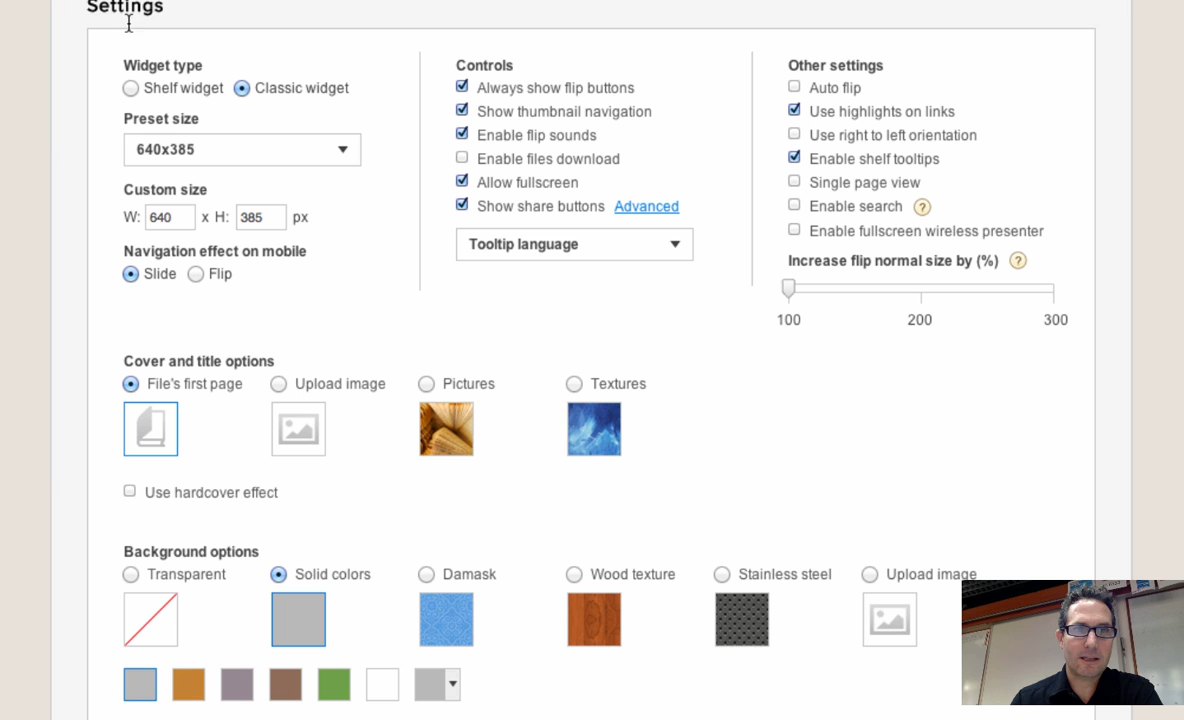 Settings
Widget type
Shelf widget
Classic widget
Preset size
640x385
Custom size
W: 640 x H: 385 px
Navigation effect on mobile
Slide
Flip
Controls
Always show flip buttons
Show thumbnail navigation
Enable flip sounds
Enable files download
Allow fullscreen
Show share buttons Advanced
Tooltip language
Other settings
Auto flip
Use highlights on links
Use right to left orientation
Enable shelf tooltips
Single page view
Enable search ?
Enable fullscreen wireless presenter
Increase flip normal size by (%) ?
100 200 300
Cover and title options
File's first page
Upload image
Pictures
Textures
Use hardcover effect
Background options
Transparent
Solid colors
Damask
Wood texture
Stainless steel
Upload image